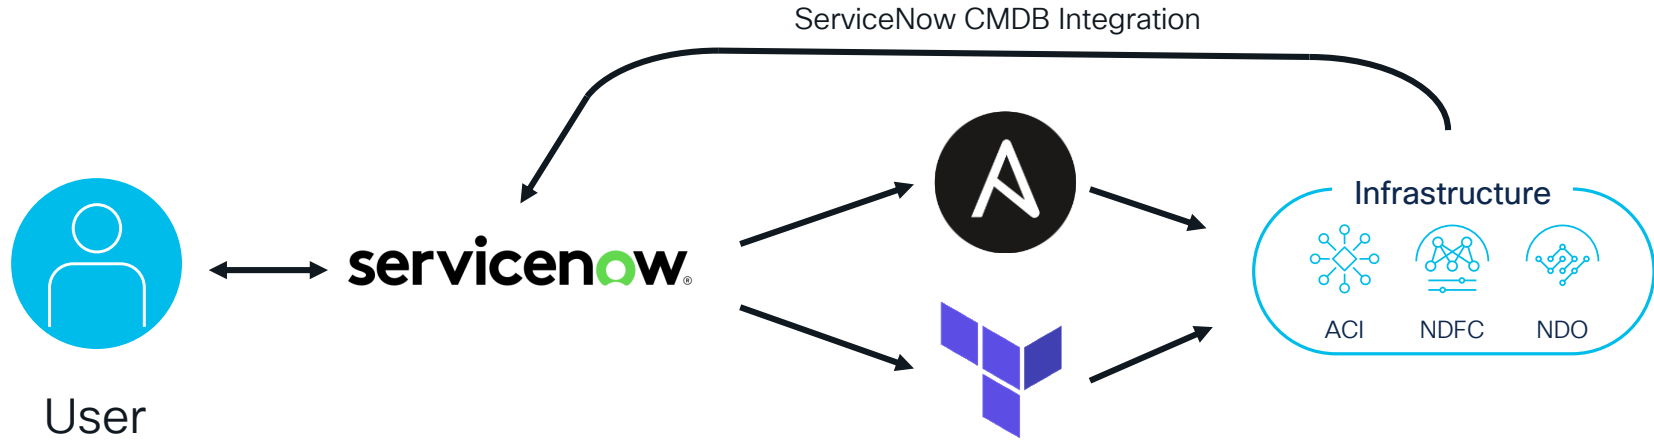 ServiceNow CMDB Integration
servicenow®
Infrastructure
ACI NDFC NDO
User